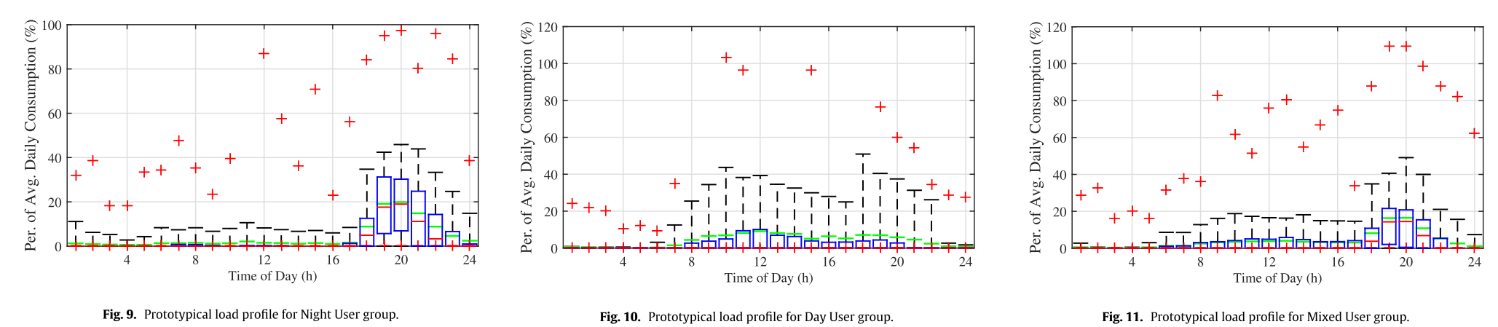 Per. of Avg. Daily Consumption (%)
100
80
60
40
20
0
4 8 12 16 20 24
Time of Day (h)
Fig. 9. Prototypical load profile for Night User group.
Per. of Avg. Daily Consumption (%)
120
100
80
60
40
20
0
4 8 12 16 20 24
Time of Day (h)
Fig. 10. Prototypical load profile for Day User group.
Per. of Avg. Daily Consumption (%)
120
100
80
60
40
20
0
4 8 12 16 20 24
Time of Day (h)
Fig. 11. Prototypical load profile for Mixed User group.